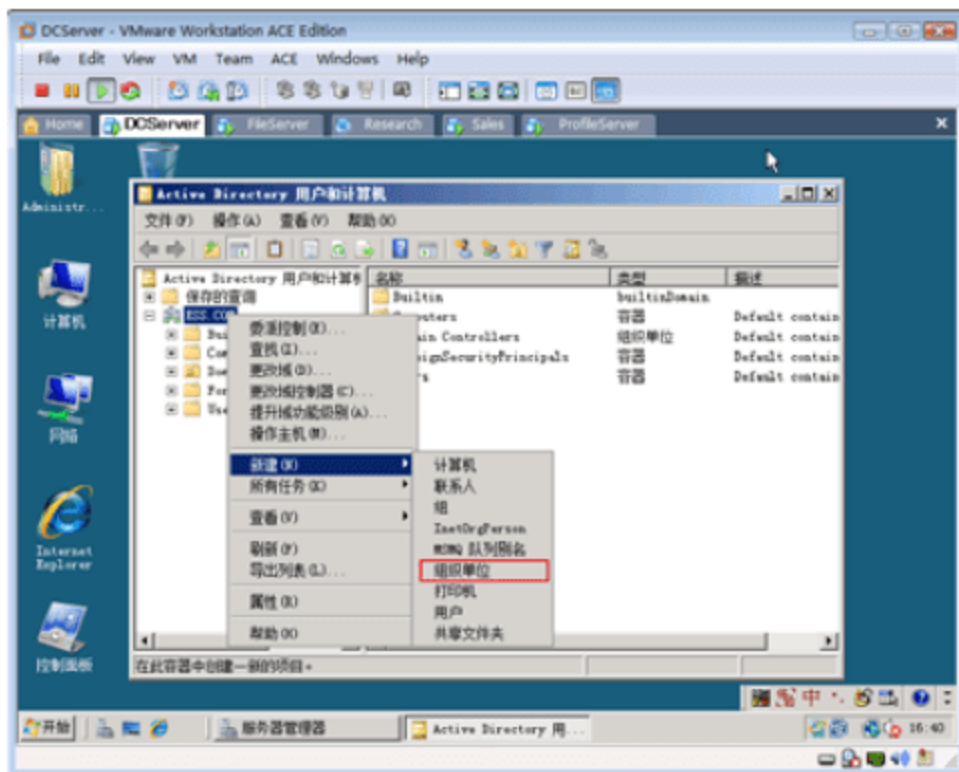 DCServer - VMware Workstation ACE Edition
File Edit View VM Team ACE Windows Help
Home DCServer FileServer Research Sales ProfileServer
Administr...
计算机
网络
Internet Explorer
控制面板
Active Directory 用户和计算机
文件(F) 操作(A) 查看(V) 帮助(H)
Active Directory 用户和计算机
保存的查询
ESS.COM
名称 类型 描述
Builtin builtinDomain
容器 Default contain
ain Controllers 组织单位 Default contain
ignSecurityPrincipals 容器 Default contain
容器 Default contain
委派控制(E)...
查找(I)...
更改域(D)...
更改域控制器(C)...
提升域功能级别(A)...
操作主机(M)...
新建(N)
所有任务(K)
查看(V)
刷新(F)
导出列表(L)...
属性(R)
帮助(H)
计算机
联系人
组
InetOrgPerson
MSMQ 队列别名
组织单位
打印机
用户
共享文件夹
在此容器中创建一新的项目。
开始 服务器管理器 Active Directory 用...
中
16:40